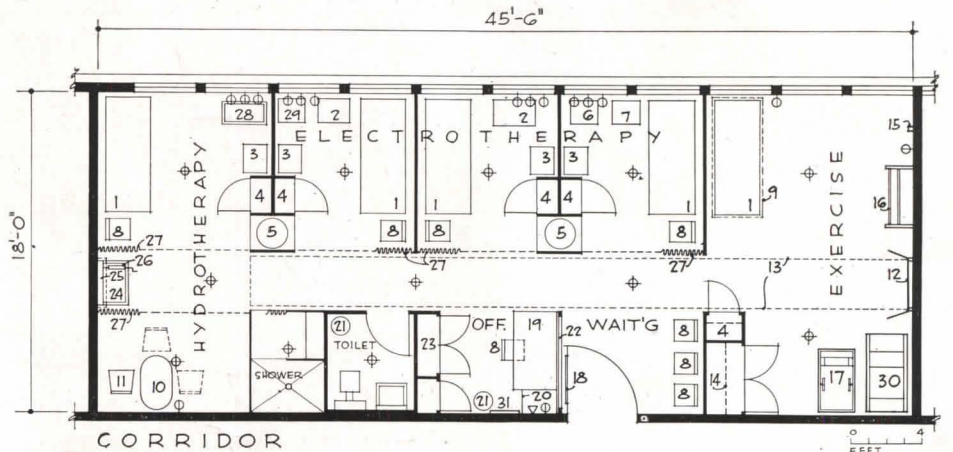 45'-6"
28 29 2 2 6 7 15
ELECTROTHERAPY
3 3 3 3 9 16
4 4 4 4
1 1 1 1 1
8 5 8 8 5 8
18'-0"
HYDROTHERAPY
EXERCISE
27 27 27 13
26
25
24
12
27
21 OFF. 19 22 WAIT'G 8 4
TOILET 23 8 18 8 14 17 30
11 10 SHOWER 21 31 20 8
CORRIDOR
0 4
FEET